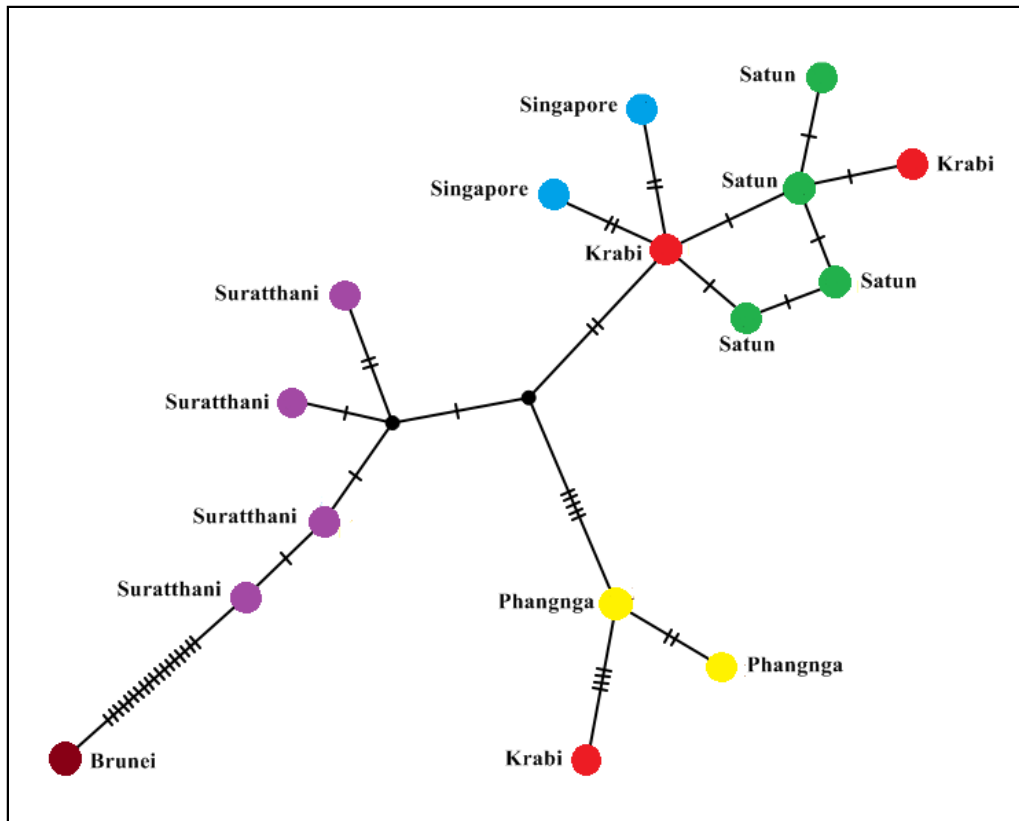 Satun
Singapore
Krabi
Satun
Singapore
Krabi
Satun
Suratthani
Satun
Suratthani
Suratthani
Suratthani
Phangnga
Phangnga
Krabi
Brunei